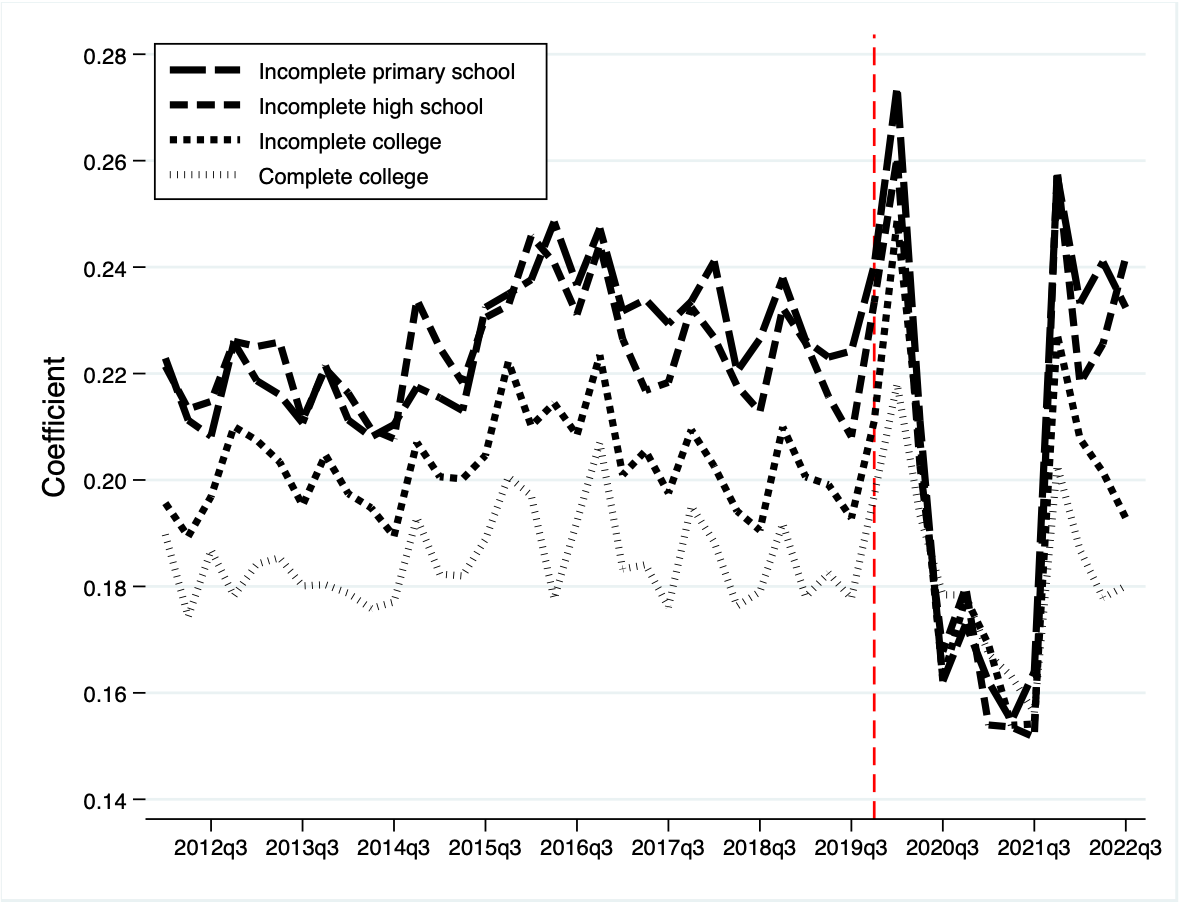 0.28
0.26
0.24
0.22
0.20
0.18
0.16
0.14
Coefficient
Incomplete primary school
Incomplete high school
Incomplete college
Complete college
2012q3 2013q3 2014q3 2015q3 2016q3 2017q3 2018q3 2019q3 2020q3 2021q3 2022q3